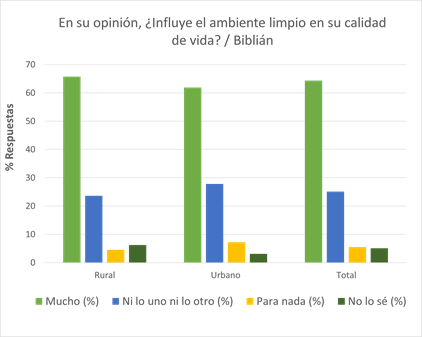 En su opinión, ¿Influye el ambiente limpio en su calidad
de vida? / Biblián
% Respuestas
70
60
50
40
30
20
10
0
Rural
Urbano
Total
Mucho (%)
Ni lo uno ni lo otro (%)
Para nada (%)
No lo sé (%)